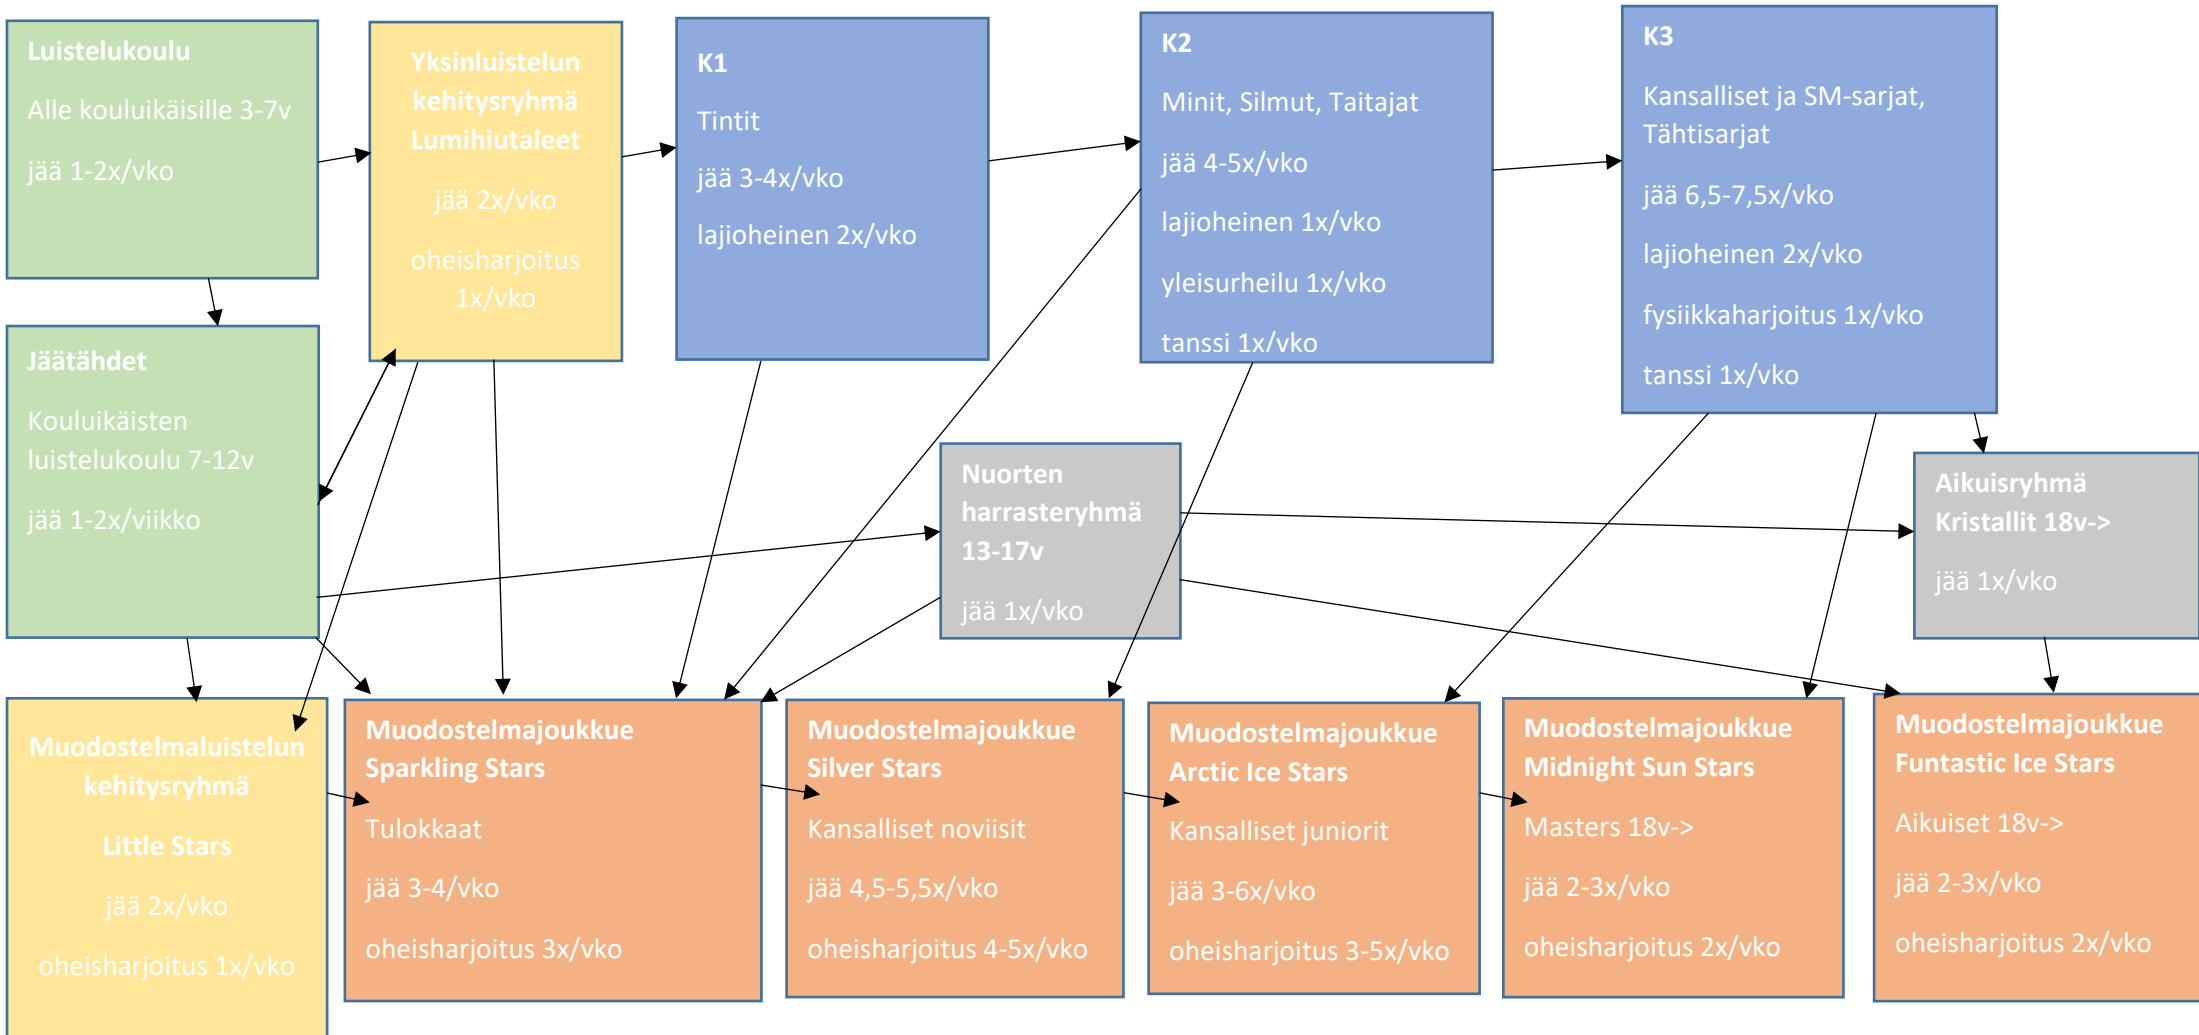 Luistelukoulu
Alle kouluikäisille 3-7v
jää 1-2x/vko
Yksinluistelun
kehitysryhmä
Lumihiutaleet
jää 2x/vko
oheisharjoitus
1x/vko
K1
Tintit
jää 3-4x/vko
lajioheinen 2x/vko
K2
Minit, Silmut, Taitajat
jää 4-5x/vko
lajioheinen 1x/vko
yleisurheilu 1x/vko
tanssi 1x/vko
K3
Kansalliset ja SM-sarjat,
Tähtisarjat
jää 6,5-7,5x/vko
lajioheinen 2x/vko
fysiikkaharjoitus 1x/vko
tanssi 1x/vko
Jäätähdet
Kouluikäisten
luistelukoulu 7-12v
jää 1-2x/viikko
Nuorten
harrasteryhmä
13-17v
jää 1x/vko
Aikuisryhmä
Kristallit 18v->
jää 1x/vko
Muodostelmaluistelun
kehitysryhmä
Little Stars
jää 2x/vko
oheisharjoitus 1x/vko
Muodostelmajoukkue
Sparkling Stars
Tulokkaat
jää 3-4/vko
oheisharjoitus 3x/vko
Muodostelmajoukkue
Silver Stars
Kansalliset noviisit
jää 4,5-5,5x/vko
oheisharjoitus 4-5x/vko
Muodostelmajoukkue
Arctic Ice Stars
Kansalliset juniorit
jää 3-6x/vko
oheisharjoitus 3-5x/vko
Muodostelmajoukkue
Midnight Sun Stars
Masters 18v->
jää 2-3x/vko
oheisharjoitus 2x/vko
Muodostelmajoukkue
Funtastic Ice Stars
Aikuiset 18v->
jää 2-3x/vko
oheisharjoitus 2x/vko